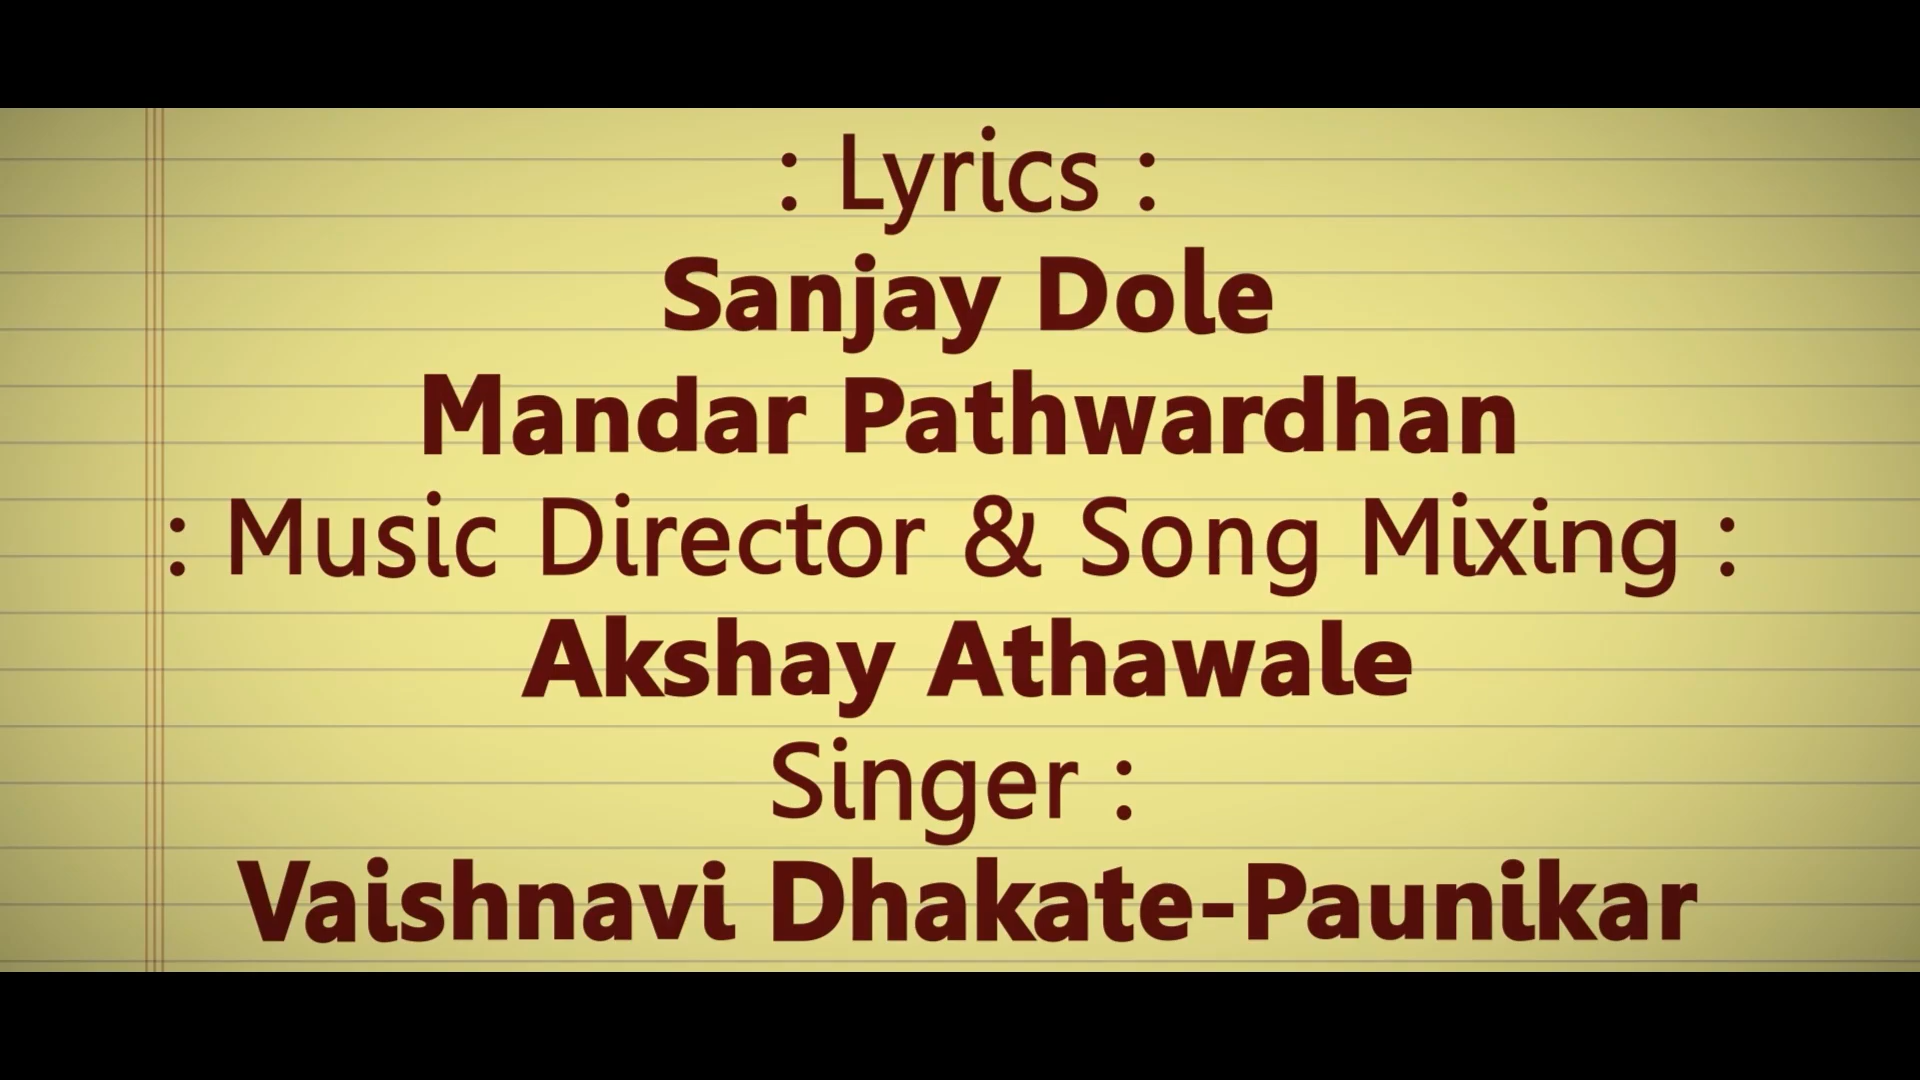 : Lyrics :
Sanjay Dole
Mandar Pathwardhan
: Music Director & Song Mixing :
Akshay Athawale
Singer :
Vaishnavi Dhakate-Paunikar